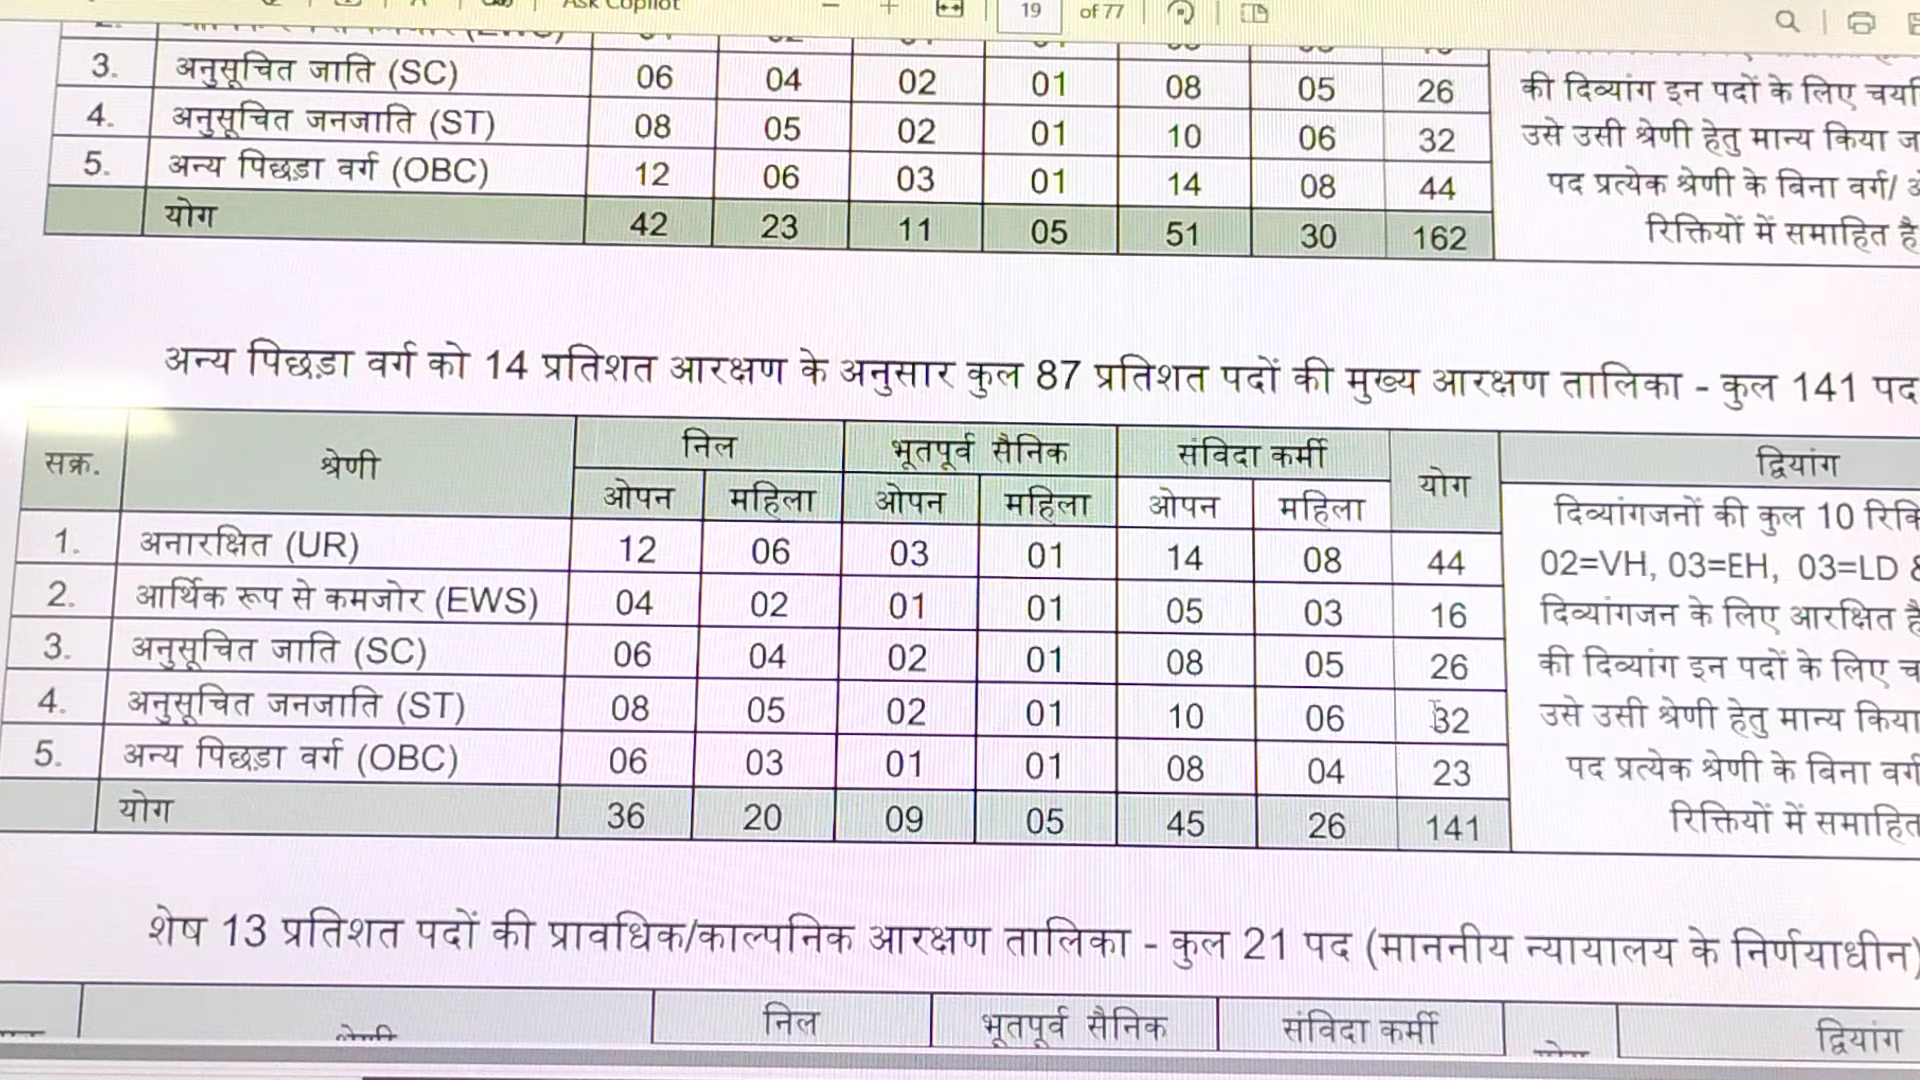 Ask Copilot
19 of 77
3. अनुसूचित जाति (SC) 06 04 02 01 08 05 26
की दिव्यांग इन पदों के लिए
4. अनुसूचित जनजाति (ST) 08 05 02 01 10 06 32
उसे उसी श्रेणी हेतु मान्य किया
5. अन्य पिछड़ा वर्ग (OBC) 12 06 03 01 14 08 44
पद प्रत्येक श्रेणी के बिना वर्ग/
योग 42 23 11 05 51 30 162
रिक्तियों में समाहित है
अन्य पिछड़ा वर्ग को 14 प्रतिशत आरक्षण के अनुसार कुल 87 प्रतिशत पदों की मुख्य आरक्षण तालिका - कुल 141 पद
सक्र. श्रेणी निल भूतपूर्व सैनिक संविदा कर्मी योग द्वियांग
ओपन महिला ओपन महिला ओपन महिला
दिव्यांगजनों की कुल 10
1. अनारक्षित (UR) 12 06 03 01 14 08 44
02=VH, 03=EH, 03=LD &
2. आर्थिक रूप से कमजोर (EWS) 04 02 01 01 05 03 16
दिव्यांगजन के लिए आरक्षित है
3. अनुसूचित जाति (SC) 06 04 02 01 08 05 26
की दिव्यांग इन पदों के लिए
4. अनुसूचित जनजाति (ST) 08 05 02 01 10 06 32
उसे उसी श्रेणी हेतु मान्य किया
5. अन्य पिछड़ा वर्ग (OBC) 06 03 01 01 08 04 23
पद प्रत्येक श्रेणी के बिना वर्ग
योग 36 20 09 05 45 26 141
रिक्तियों में समाहित
शेष 13 प्रतिशत पदों की प्रावधिक/काल्पनिक आरक्षण तालिका - कुल 21 पद (माननीय न्यायालय के निर्णयाधीन)
निल भूतपूर्व सैनिक संविदा कर्मी द्वियांग